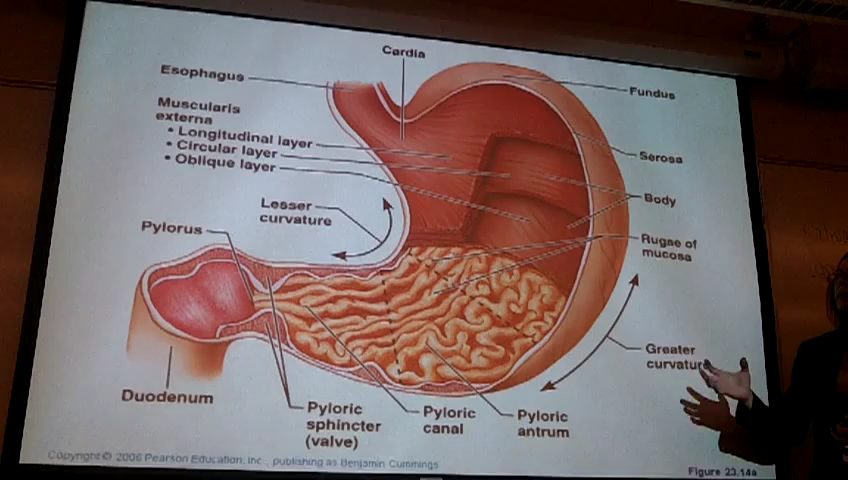 Cardia
Esophagus
Fundus
Muscularis
externa
• Longitudinal layer
• Circular layer
• Oblique layer
Serosa
Body
Lesser
curvature
Pylorus
Rugae of
mucosa
Greater
curvature
Duodenum
Pyloric
sphincter
(valve)
Pyloric
canal
Pyloric
antrum
Copyright © 2006 Pearson Education, Inc., publishing as Benjamin Cummings
Figure 23.14a